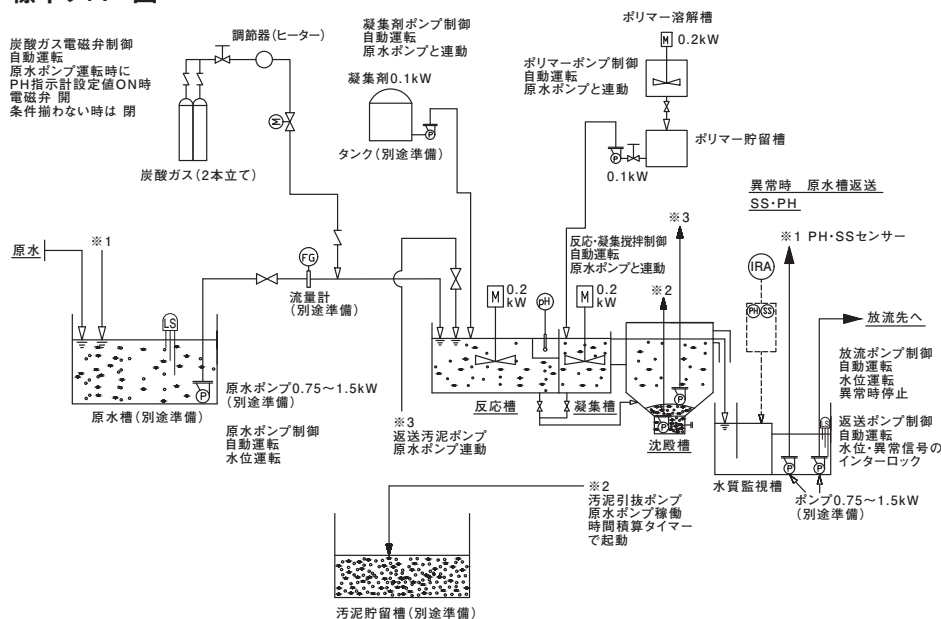 炭酸ガス電磁弁制御
自動運転
原水ポンプ運転時に
PH指示計設定値ON時
電磁弁 開
条件揃わない時は 閉
調節器(ヒーター)
M
炭酸ガス(2本立て)
凝集剤ポンプ制御
自動運転
原水ポンプと連動
凝集剤0.1kW
P
タンク(別途準備)
ポリマー溶解槽
M
0.2kW
ポリマーポンプ制御
自動運転
原水ポンプと連動
ポリマー貯留槽
P
0.1kW
異常時 原水槽返送
SS・PH
原水
※1
LS
P
原水槽(別途準備)
FG
流量計
(別途準備)
原水ポンプ0.75〜1.5kW
(別途準備)
原水ポンプ制御
自動運転
水位運転
※3
返送汚泥ポンプ
原水ポンプ連動
反応・凝集撹拌制御
自動運転
原水ポンプと連動
M
0.2
kW
pH
M
0.2
kW
※2
※3
反応槽
凝集槽
P
P
沈殿槽
※1 PH・SSセンサー
IRA
PH
SS
放流先へ
放流ポンプ制御
自動運転
水位運転
異常時停止
LS
返送ポンプ制御
自動運転
水位・異常信号の
インターロック
P
P
水質監視槽
ポンプ0.75〜1.5kW
(別途準備)
※2
汚泥引抜ポンプ
原水ポンプ稼働
時間積算タイマー
で起動
汚泥貯留槽(別途準備)